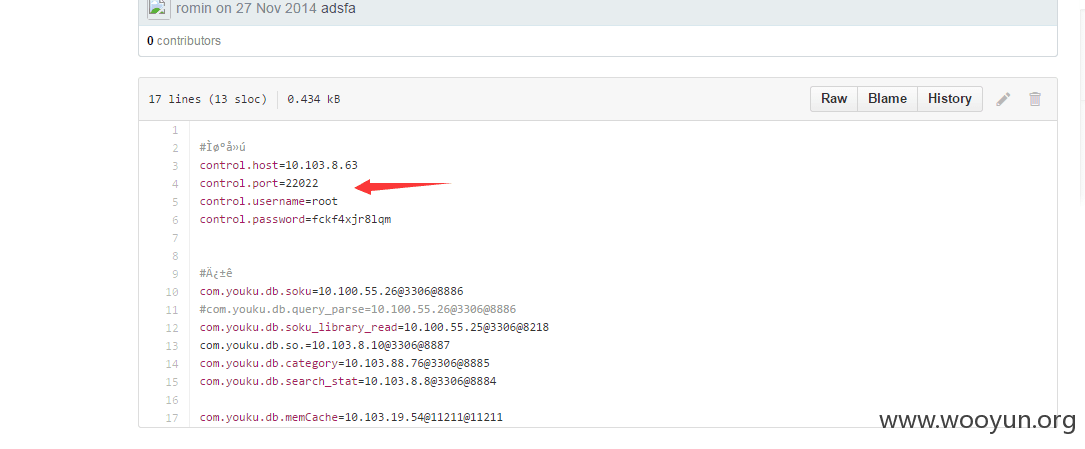 romin on 27 Nov 2014 adsfa
0 contributors
17 lines (13 sloc) 0.434 kB
Raw Blame History
1
2 #Ìø°å»ú
3 control.host=10.103.8.63
4 control.port=22022
5 control.username=root
6 control.password=fckf4xjr8lqm
7
8
9 #Ä¿±ê
10 com.youku.db.soku=10.100.55.26@3306@8886
11 #com.youku.db.query_parse=10.100.55.26@3306@8886
12 com.youku.db.soku_library_read=10.100.55.25@3306@8218
13 com.youku.db.so.=10.103.8.10@3306@8887
14 com.youku.db.category=10.103.88.76@3306@8885
15 com.youku.db.search_stat=10.103.8.8@3306@8884
16
17 com.youku.db.memCache=10.103.19.54@11211@11211
www.wooyun.org